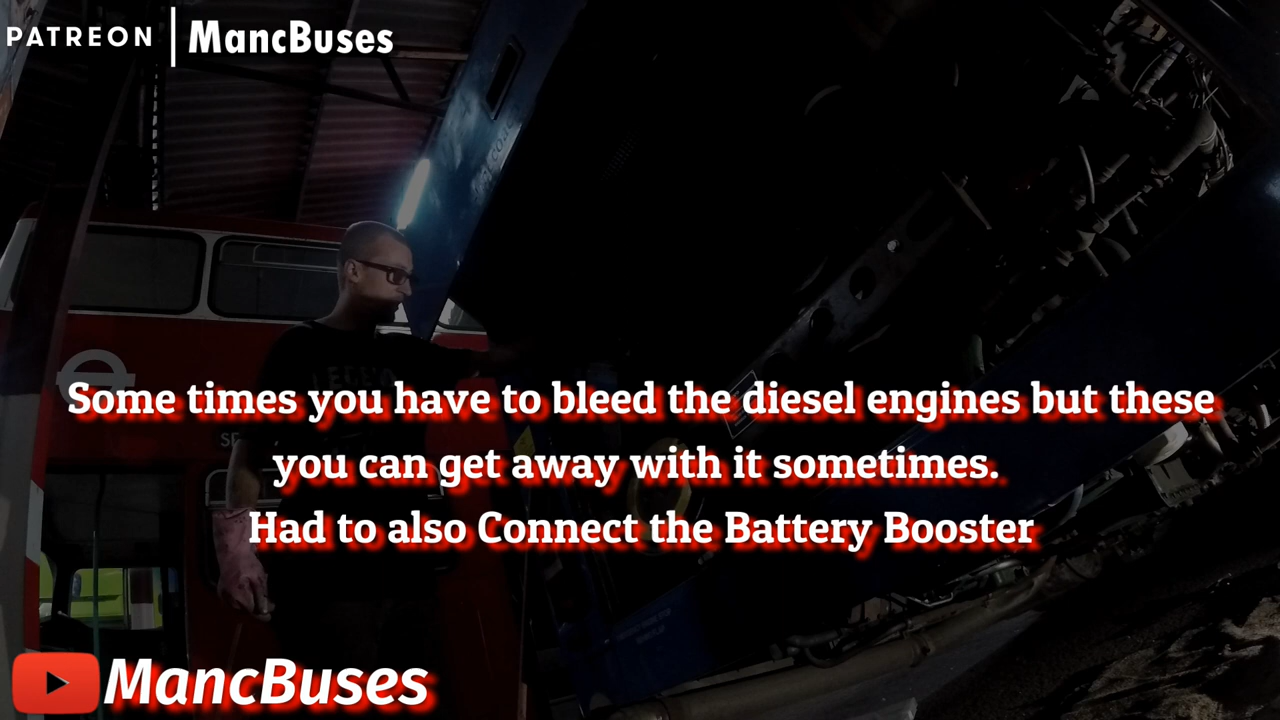 PATREON | MancBuses
Some times you have to bleed the diesel engines but these
you can get away with it sometimes.
Had to also Connect the Battery Booster
MancBuses